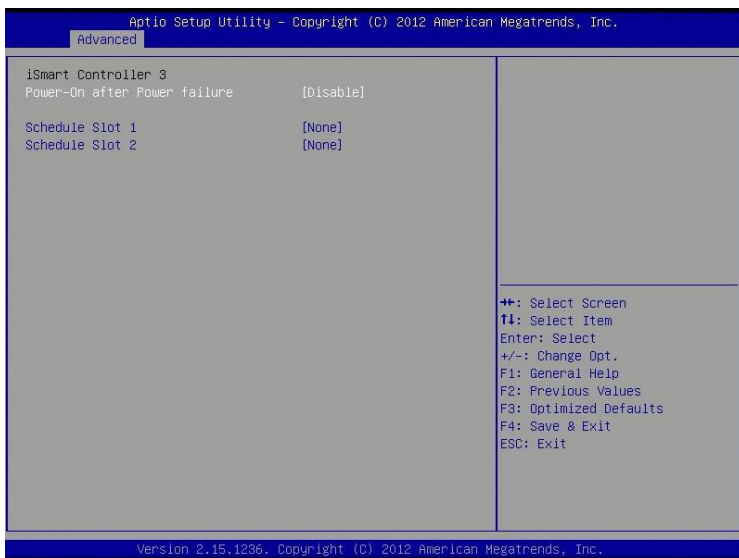 Aptio Setup Utility – Copyright (C) 2012 American Megatrends, Inc.
Advanced
iSmart Controller 3
Power-On after Power failure [Disable]
Schedule Slot 1 [None]
Schedule Slot 2 [None]
→←: Select Screen
↑↓: Select Item
Enter: Select
+/-: Change Opt.
F1: General Help
F2: Previous Values
F3: Optimized Defaults
F4: Save & Exit
ESC: Exit
Version 2.15.1236. Copyright (C) 2012 American Megatrends, Inc.